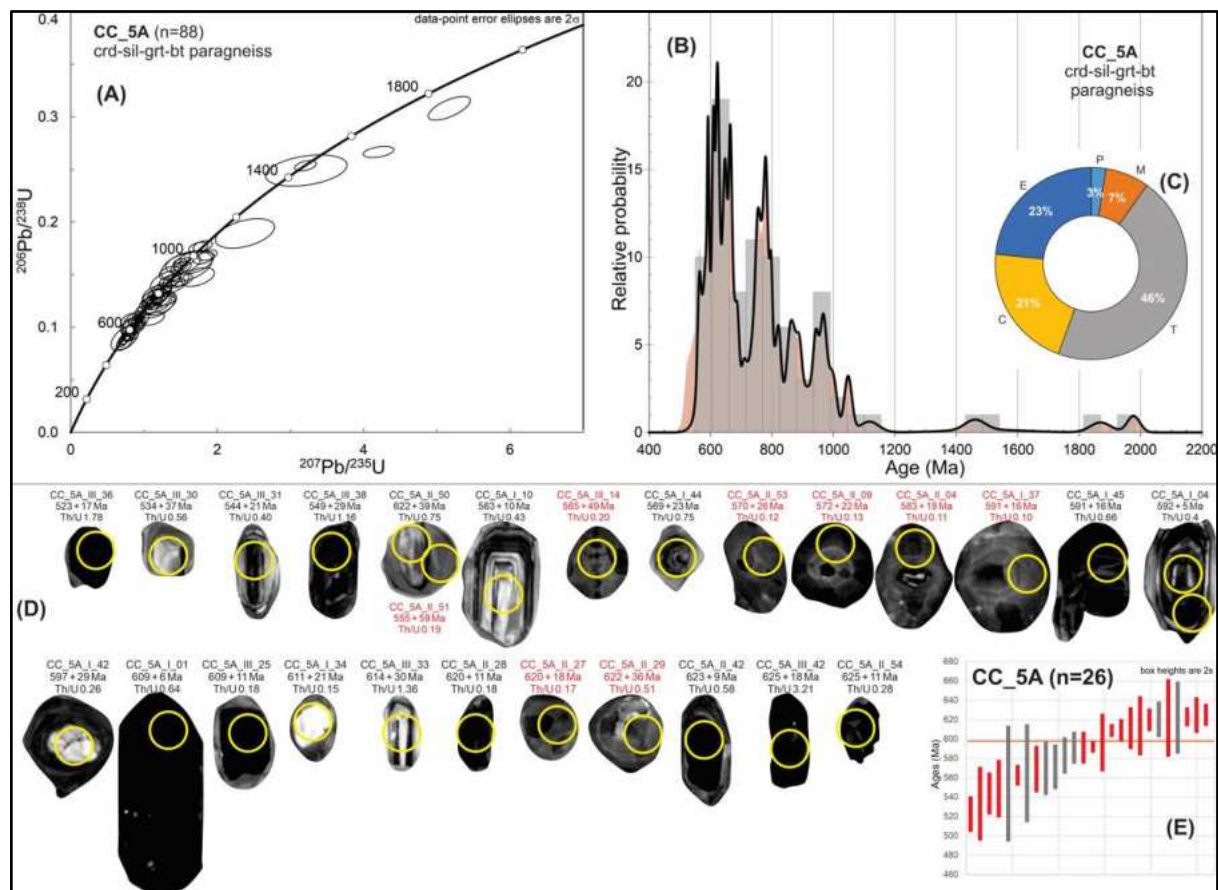 CC_5A (n=88)
crd-sil-grt-bt paragneiss
data-point error ellipses are 2σ
(A)
0.4
0.3
0.2
0.1
0.0
1800
1400
1000
600
200
206Pb/238U
0
2
4
6
207Pb/235U
(B)
CC_5A
crd-sil-grt-bt
paragneiss
Relative probability
20
15
10
5
0
400 600 800 1000 1200 1400 1600 1800 2000 2200
Age (Ma)
(C)
P
3%
M
7%
E
23%
C
21%
46%
T
(D)
CC_5A_III_36
523+17 Ma
Th/U 1.78
CC_5A_III_30
534+37 Ma
Th/U 0.56
CC_5A_III_31
544+21 Ma
Th/U 0.40
CC_5A_III_38
549+29 Ma
Th/U 1.16
CC_5A_II_50
622+39 Ma
Th/U 0.75
CC_5A_II_51
555+59 Ma
Th/U 0.19
CC_5A_I_10
563+10 Ma
Th/U 0.43
CC_5A_III_14
565+49 Ma
Th/U 0.20
CC_5A_I_44
569+23 Ma
Th/U 0.75
CC_5A_II_53
570+26 Ma
Th/U 0.12
CC_5A_II_09
572+22 Ma
Th/U 0.13
CC_5A_II_04
583+19 Ma
Th/U 0.11
CC_5A_I_37
591+16 Ma
Th/U 0.10
CC_5A_I_45
591+16 Ma
Th/U 0.66
CC_5A_I_04
592+5 Ma
Th/U 0.4
CC_5A_I_42
597+29 Ma
Th/U 0.26
CC_5A_I_01
609+6 Ma
Th/U 0.64
CC_5A_III_25
609+11 Ma
Th/U 0.18
CC_5A_I_34
611+21 Ma
Th/U 0.15
CC_5A_III_33
614+30 Ma
Th/U 1.36
CC_5A_II_28
620+11 Ma
Th/U 0.18
CC_5A_II_27
620+18 Ma
Th/U 0.17
CC_5A_II_29
622+36 Ma
Th/U 0.51
CC_5A_II_42
623+9 Ma
Th/U 0.58
CC_5A_III_42
625+18 Ma
Th/U 3.21
CC_5A_II_54
625+11 Ma
Th/U 0.28
CC_5A (n=26)
box heights are 2s
Ages (Ma)
680
660
640
620
600
580
560
540
520
500
480
460
(E)